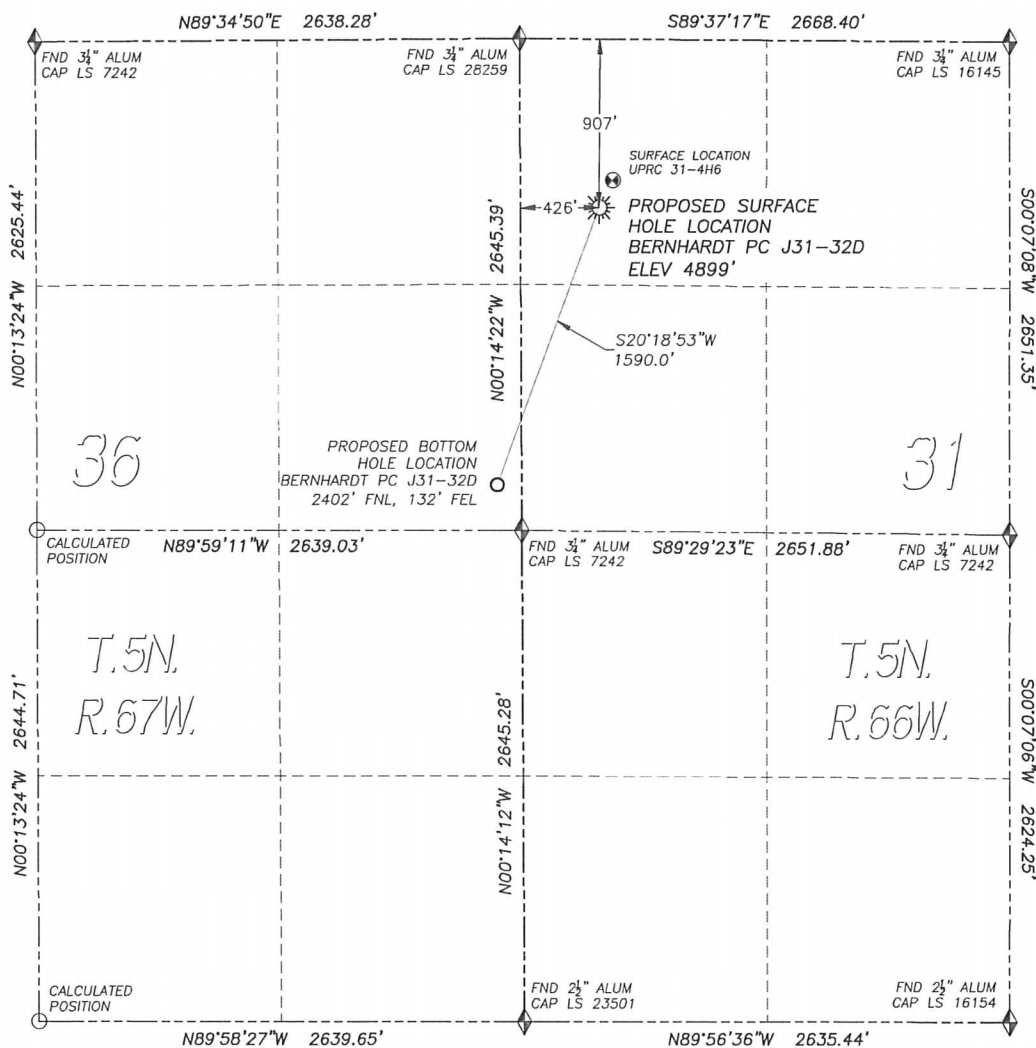 N89°34'50"E 2638.28'
S89°37'17"E 2668.40'
FND 3¼" ALUM
CAP LS 7242
FND 3¼" ALUM
CAP LS 28259
FND 3¼" ALUM
CAP LS 16145
907'
SURFACE LOCATION
UPRC 31-4H6
426'
PROPOSED SURFACE
HOLE LOCATION
BERNHARDT PC J31-32D
ELEV 4899'
N00°13'24"W 2625.44'
N00°14'22"W 2645.39'
S00°07'08"W 2651.35'
S20°18'53"W
1590.0'
36
PROPOSED BOTTOM
HOLE LOCATION
BERNHARDT PC J31-32D
2402' FNL, 132' FEL
31
CALCULATED
POSITION
N89°59'11"W 2639.03'
FND 3¼" ALUM
CAP LS 7242
S89°29'23"E 2651.88'
FND 3¼" ALUM
CAP LS 7242
T.5N.
R.67W.
T.5N.
R.66W.
N00°13'24"W 2644.71'
N00°14'12"W 2645.28'
S00°07'06"W 2624.25'
CALCULATED
POSITION
FND 2½" ALUM
CAP LS 23501
FND 2½" ALUM
CAP LS 16154
N89°58'27"W 2639.65'
N89°56'36"W 2635.44'